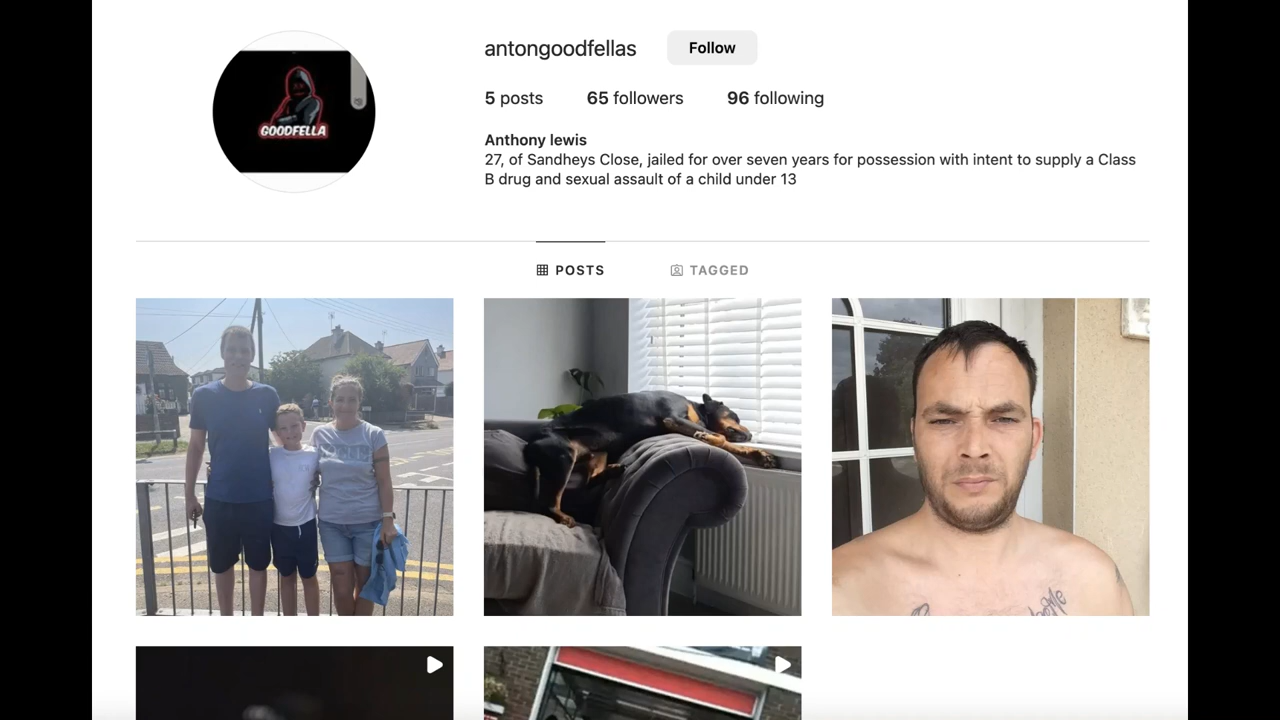 GOODFELLA
antongoodfellas
Follow
5 posts
65 followers
96 following
Anthony lewis
27, of Sandheys Close, jailed for over seven years for possession with intent to supply a Class
B drug and sexual assault of a child under 13
POSTS
TAGGED